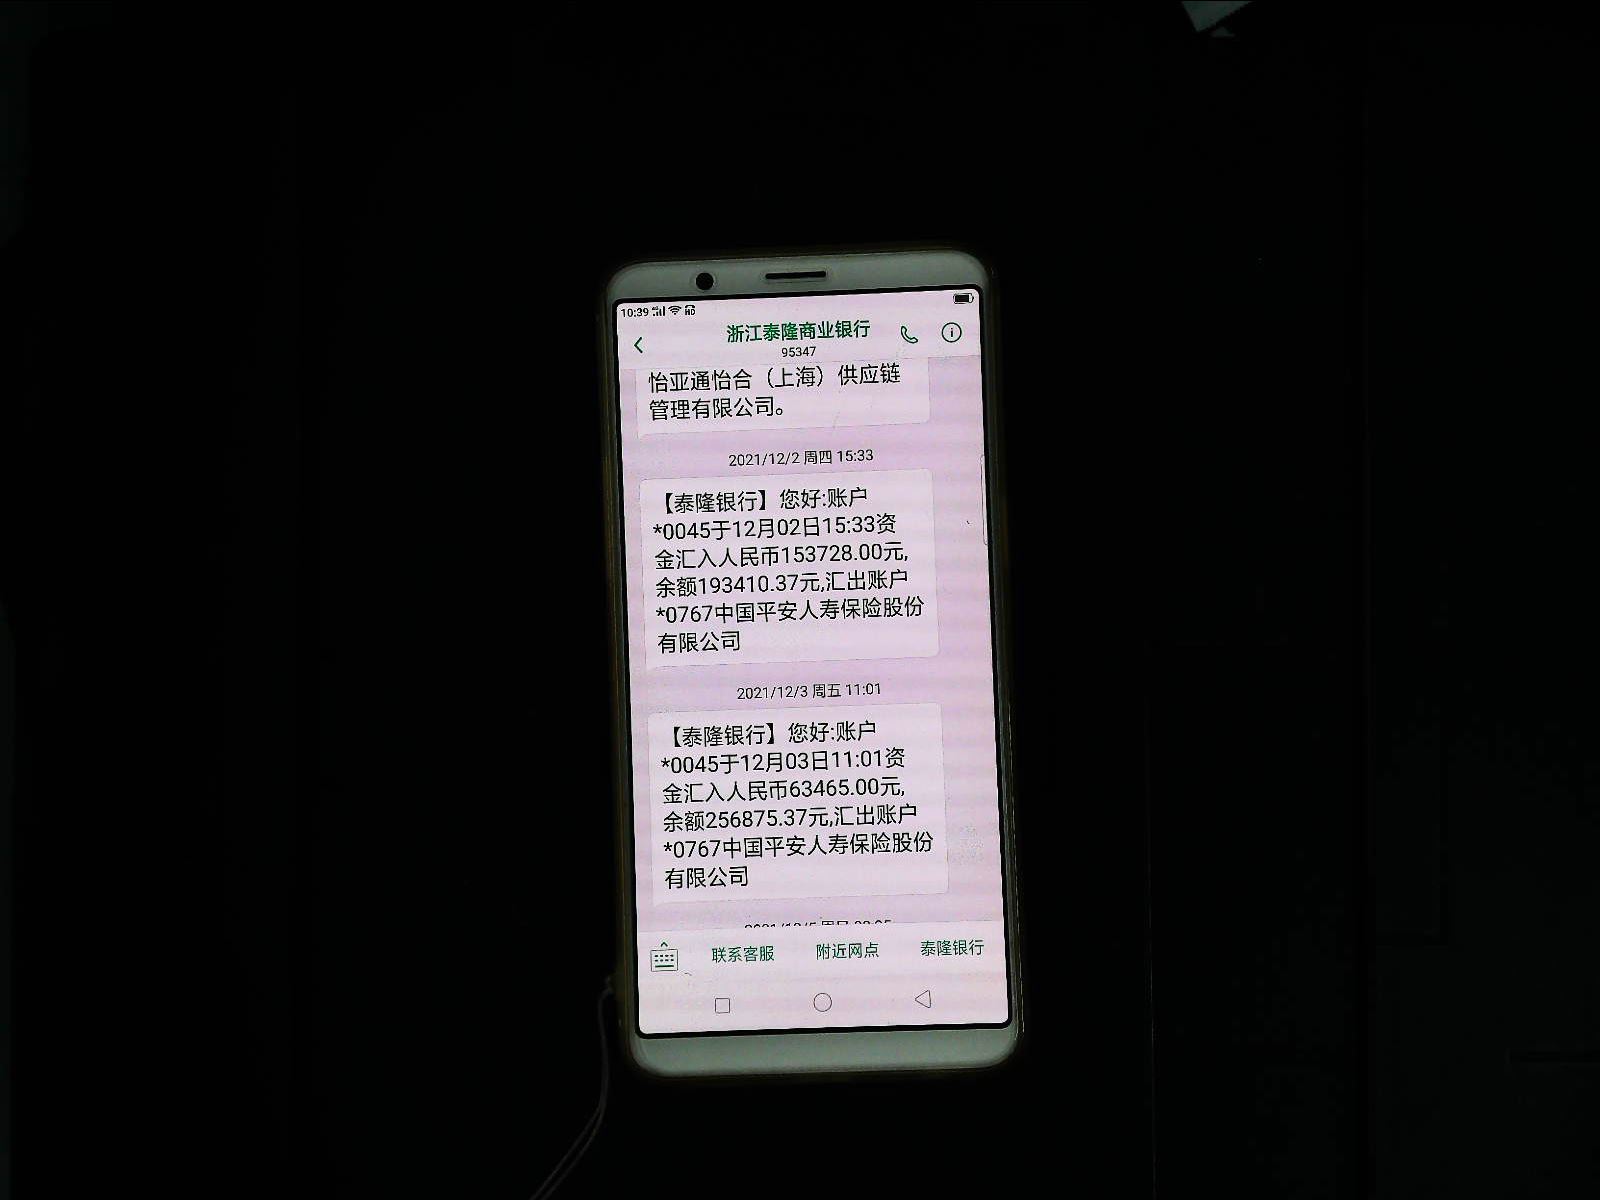 10:39
浙江泰隆商业银行
95347
怡亚通怡合（上海）供应链
管理有限公司。
2021/12/2 周四 15:33
【泰隆银行】您好:账户
*0045于12月02日15:33资
金汇入人民币153728.00元,
余额193410.37元,汇出账户
*0767中国平安人寿保险股份
有限公司
2021/12/3 周五 11:01
【泰隆银行】您好:账户
*0045于12月03日11:01资
金汇入人民币63465.00元,
余额256875.37元,汇出账户
*0767中国平安人寿保险股份
有限公司
联系客服
附近网点
泰隆银行